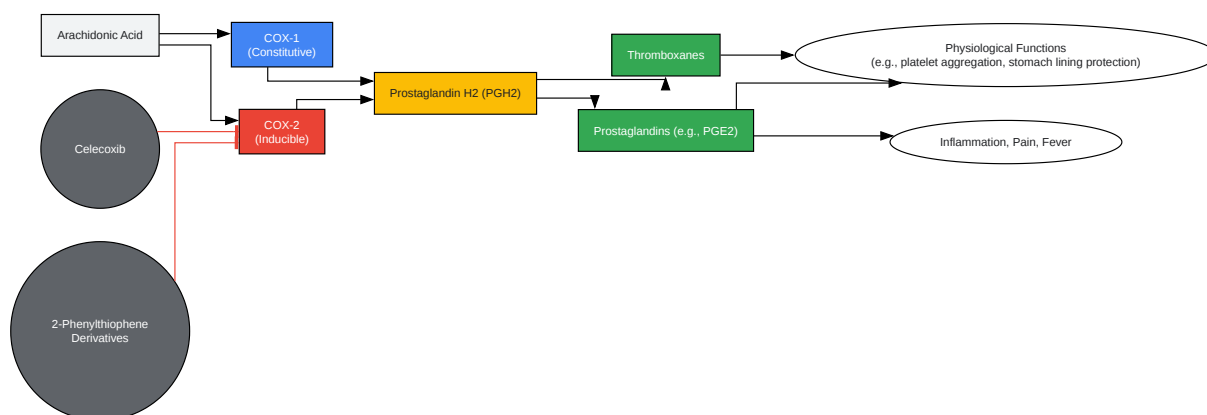 Arachidonic Acid
COX-1
(Constitutive)
Thromboxanes
Physiological Functions
(e.g., platelet aggregation, stomach lining protection)
Prostaglandin H2 (PGH2)
COX-2
(Inducible)
Prostaglandins (e.g., PGE2)
Inflammation, Pain, Fever
Celecoxib
2-Phenylthiophene
Derivatives